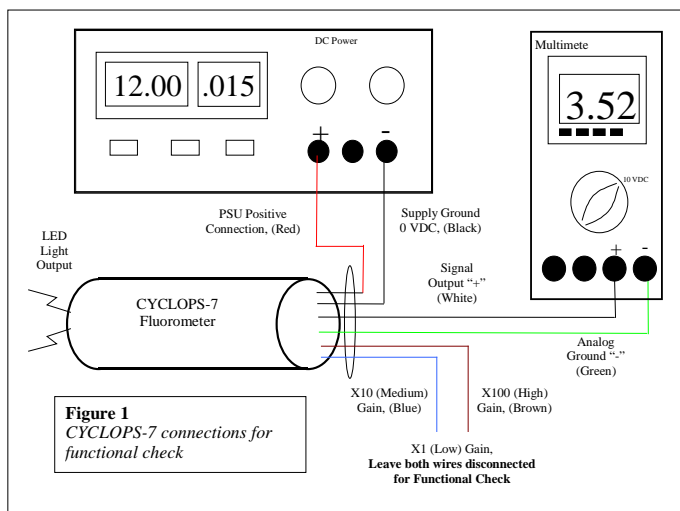 DC Power
12.00
.015
+
-
Multimete
3.52
10 VDC
+
-
PSU Positive
Connection, (Red)
Supply Ground
0 VDC, (Black)
LED
Light
Output
Signal
Output “+”
(White)
CYCLOPS-7
Fluorometer
Analog
Ground “-”
(Green)
X10 (Medium)
Gain, (Blue)
X100 (High)
Gain, (Brown)
X1 (Low) Gain,
Leave both wires disconnected
for Functional Check
Figure 1
CYCLOPS-7 connections for
functional check